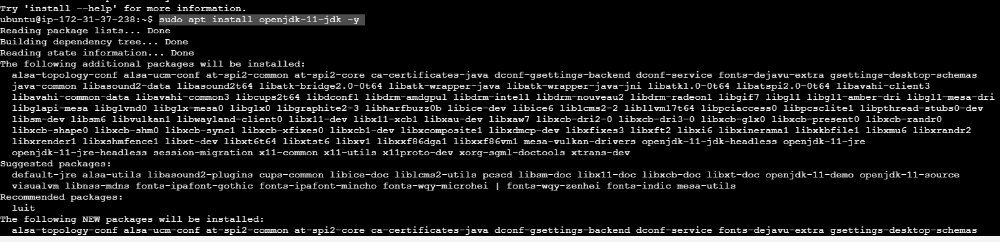 Try 'install --help' for more information.
ubuntu@ip-172-31-37-238:~$ sudo apt install openjdk-11-jdk -y
Reading package lists... Done
Building dependency tree... Done
Reading state information... Done
The following additional packages will be installed:
alsa-topology-conf alsa-ucm-conf at-spi2-common at-spi2-core ca-certificates-java dconf-gsettings-backend dconf-service fonts-dejavu-extra gsettings-desktop-schemas
java-common libasound2-data libasound2t64 libatk-bridge2.0-0t64 libatk-wrapper-java libatk-wrapper-java-jni libatk1.0-0t64 libatspi2.0-0t64 libavahi-client3
libavahi-common-data libavahi-common3 libcups2t64 libdconf1 libdrm-amdgpu1 libdrm-intel1 libdrm-nouveau2 libdrm-radeon1 libgif7 libgl1 libgl1-amber-dri libgl1-mesa-dri
libglapi-mesa libglvnd0 libglx-mesa0 libglx0 libgraphite2-3 libharfbuzz0b libice-dev libice6 liblcms2-2 libllvm17t64 libpciaccess0 libpcsclite1 libpthread-stubs0-dev
libsm-dev libsm6 libvulkan1 libwayland-client0 libx11-dev libx11-xcb1 libxau-dev libxaw7 libxcb-dri2-0 libxcb-dri3-0 libxcb-glx0 libxcb-present0 libxcb-randr0
libxcb-shape0 libxcb-shm0 libxcb-sync1 libxcb-xfixes0 libxcb1-dev libxcomposite1 libxdmcp-dev libxfixes3 libxft2 libxi6 libxinerama1 libxkbfile1 libxmu6 libxrandr2
libxrender1 libxshmfence1 libxt-dev libxt6t64 libxtst6 libxv1 libxxf86dga1 libxxf86vm1 mesa-vulkan-drivers openjdk-11-jdk-headless openjdk-11-jre
openjdk-11-jre-headless session-migration x11-common x11-utils x11proto-dev xorg-sgml-doctools xtrans-dev
Suggested packages:
default-jre alsa-utils libasound2-plugins cups-common libice-doc liblcms2-utils pcscd libsm-doc libx11-doc libxcb-doc libxt-doc openjdk-11-demo openjdk-11-source
visualvm libnss-mdns fonts-ipafont-gothic fonts-ipafont-mincho fonts-wqy-microhei | fonts-wqy-zenhei fonts-indic mesa-utils
Recommended packages:
luit
The following NEW packages will be installed:
alsa-topology-conf alsa-ucm-conf at-spi2-common at-spi2-core ca-certificates-java dconf-gsettings-backend dconf-service fonts-dejavu-extra gsettings-desktop-schemas